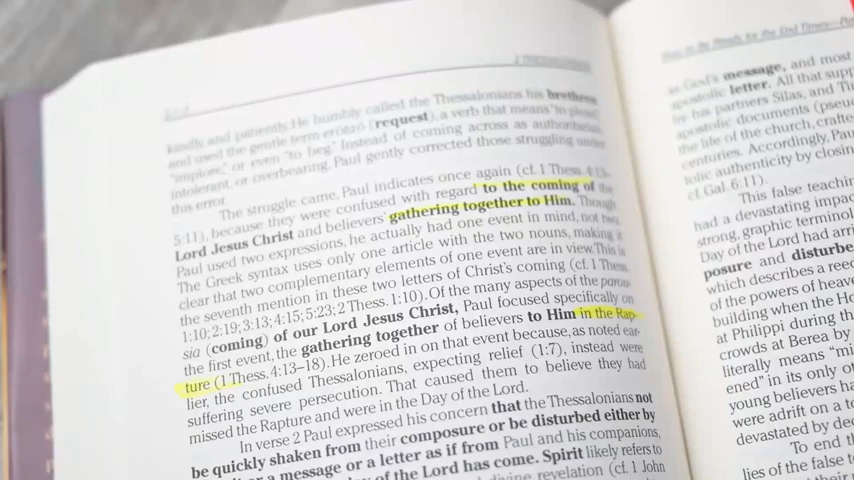 2 THESSALONIANS
kindly and patiently. He humbly called the Thessalonians his brethren
and used the gentle term erōtaō (request), a verb that means "to plead,"
"implore," or even "to beg." Instead of coming across as authoritarian,
intolerant, or overbearing, Paul gently corrected those struggling under
this error.
The struggle came, Paul indicates once again (cf. 1 Thess. 4:13–
5:11), because they were confused with regard to the coming of the
Lord Jesus Christ and believers' gathering together to Him. Though
Paul used two expressions, he actually had one event in mind, not two.
The Greek syntax uses only one article with the two nouns, making it
clear that two complementary elements of one event are in view. This is
the seventh mention in these two letters of Christ's coming (cf. 1 Thess.
1:10; 2:19; 3:13; 4:15; 5:23; 2 Thess. 1:10). Of the many aspects of the parou-
sia (coming) of our Lord Jesus Christ, Paul focused specifically on
the first event, the gathering together of believers to Him in the Rap-
ture (1 Thess. 4:13–18). He zeroed in on that event because, as noted ear-
lier, the confused Thessalonians, expecting relief (1:7), instead were
suffering severe persecution. That caused them to believe they had
missed the Rapture and were in the Day of the Lord.
In verse 2 Paul expressed his concern that the Thessalonians not
be quickly shaken from their composure or be disturbed either by
a message or a letter as if from Paul and his companions,
of the Lord has come. Spirit likely refers to
divine revelation (cf. 1 John
How to Be Ready for the End Times—
as God's message, and most
apostolic letter. All that supp
by his partners Silas, and Tim
apostolic documents (pseud
the life of the church, crafte
centuries. Accordingly, Pau
tolic authenticity by closin
cf. Gal. 6:11).
This false teachin
had a devastating impac
strong, graphic terminol
Day of the Lord had arri
posure and disturbe
which describes a reed
of the powers of heave
building when the Ho
at Philippi during th
crowds at Berea by
literally means "mi
ened" in its only ot
young believers ha
were adrift on a to
devastated by dec
To end th
lies of the false t